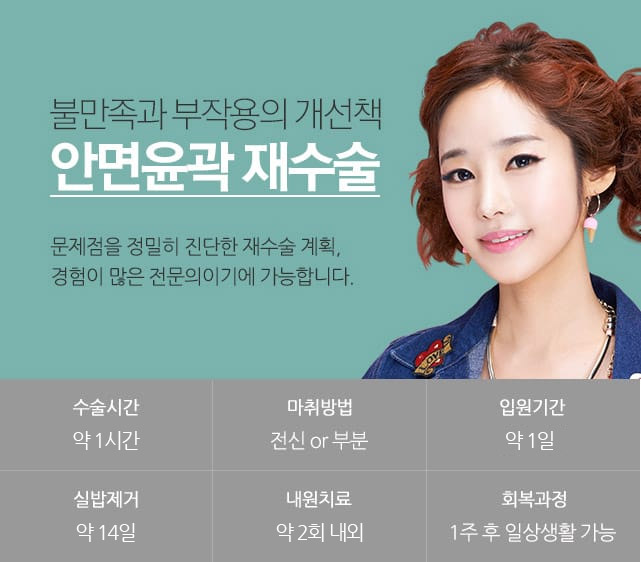 불만족과 부작용의 개선책
안면윤곽 재수술
문제점을 정밀히 진단한 재수술 계획,
경험이 많은 전문의이기에 가능합니다.
수술시간
약 1시간
마취방법
전신 or 부분
입원기간
약 1일
실밥제거
약 14일
내원치료
약 2회 내외
회복과정
1주 후 일상생활 가능
LOVE